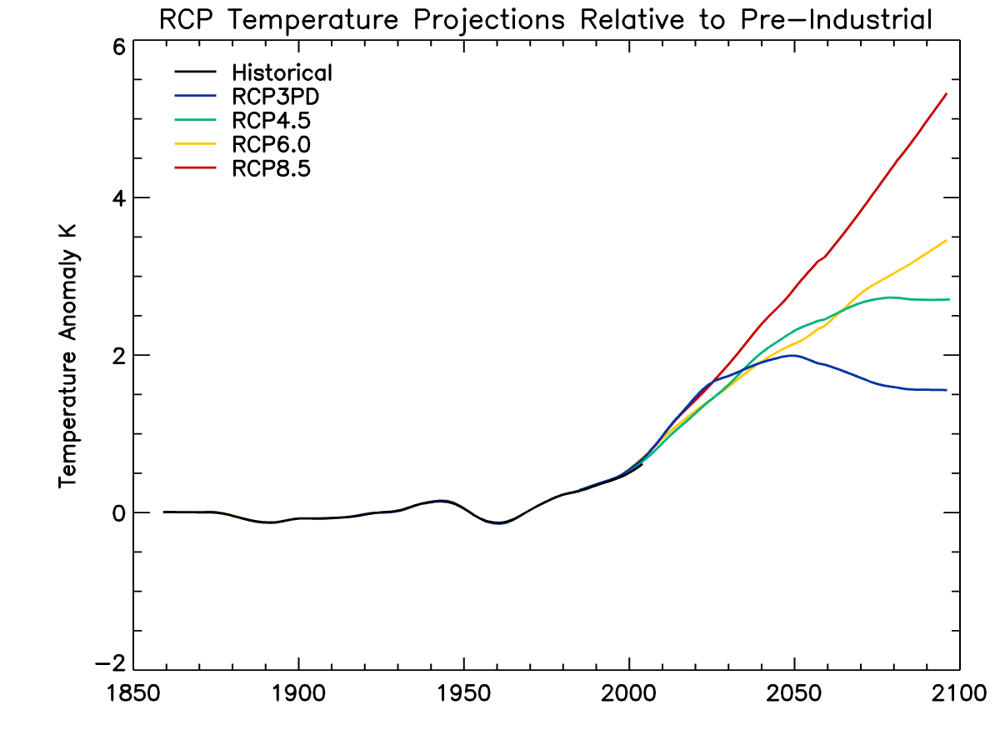 RCP Temperature Projections Relative to Pre-Industrial
6
Historical
RCP3PD
RCP4.5
RCP6.0
RCP8.5
4
Temperature Anomaly K
2
0
-2
1850 1900 1950 2000 2050 2100